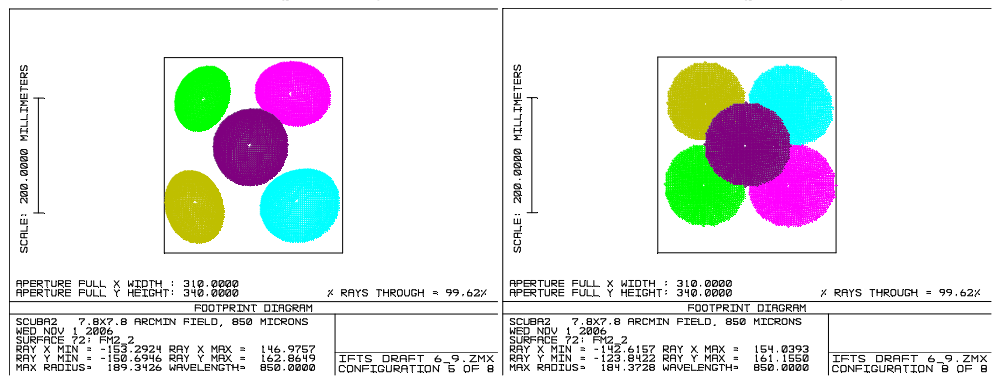 SCALE: 200.0000 MILLIMETERS
APERTURE FULL X WIDTH : 310.0000
APERTURE FULL Y HEIGHT: 340.0000 % RAYS THROUGH = 99.62%
FOOTPRINT DIAGRAM
SCUBA2 7.8X7.8 ARCMIN FIELD, 850 MICRONS
WED NOV 1 2006
SURFACE 72: FM2_2
RAY X MIN = -153.2924 RAY X MAX = 146.9757
RAY Y MIN = -150.6946 RAY Y MAX = 162.8649
MAX RADIUS= 189.3426 WAVELENGTH= 850.0000
IFTS DRAFT 6_9.ZMX
CONFIGURATION 5 OF 8
SCALE: 200.0000 MILLIMETERS
APERTURE FULL X WIDTH : 310.0000
APERTURE FULL Y HEIGHT: 340.0000 % RAYS THROUGH = 99.62%
FOOTPRINT DIAGRAM
SCUBA2 7.8X7.8 ARCMIN FIELD, 850 MICRONS
WED NOV 1 2006
SURFACE 72: FM2_2
RAY X MIN = -142.6157 RAY X MAX = 154.0393
RAY Y MIN = -123.8422 RAY Y MAX = 161.1550
MAX RADIUS= 184.3728 WAVELENGTH= 850.0000
IFTS DRAFT 6_9.ZMX
CONFIGURATION 8 OF 8